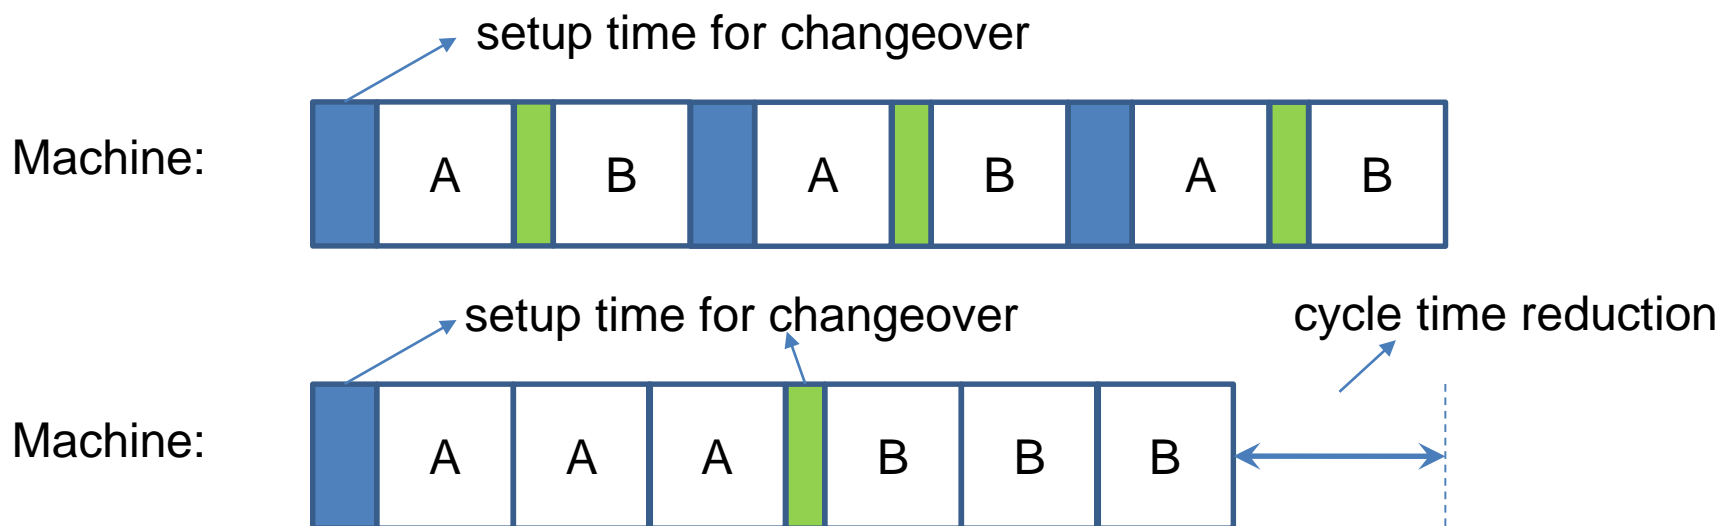 setup time for changeover
Machine:
A B A B A B
setup time for changeover
cycle time reduction
Machine:
A A A B B B